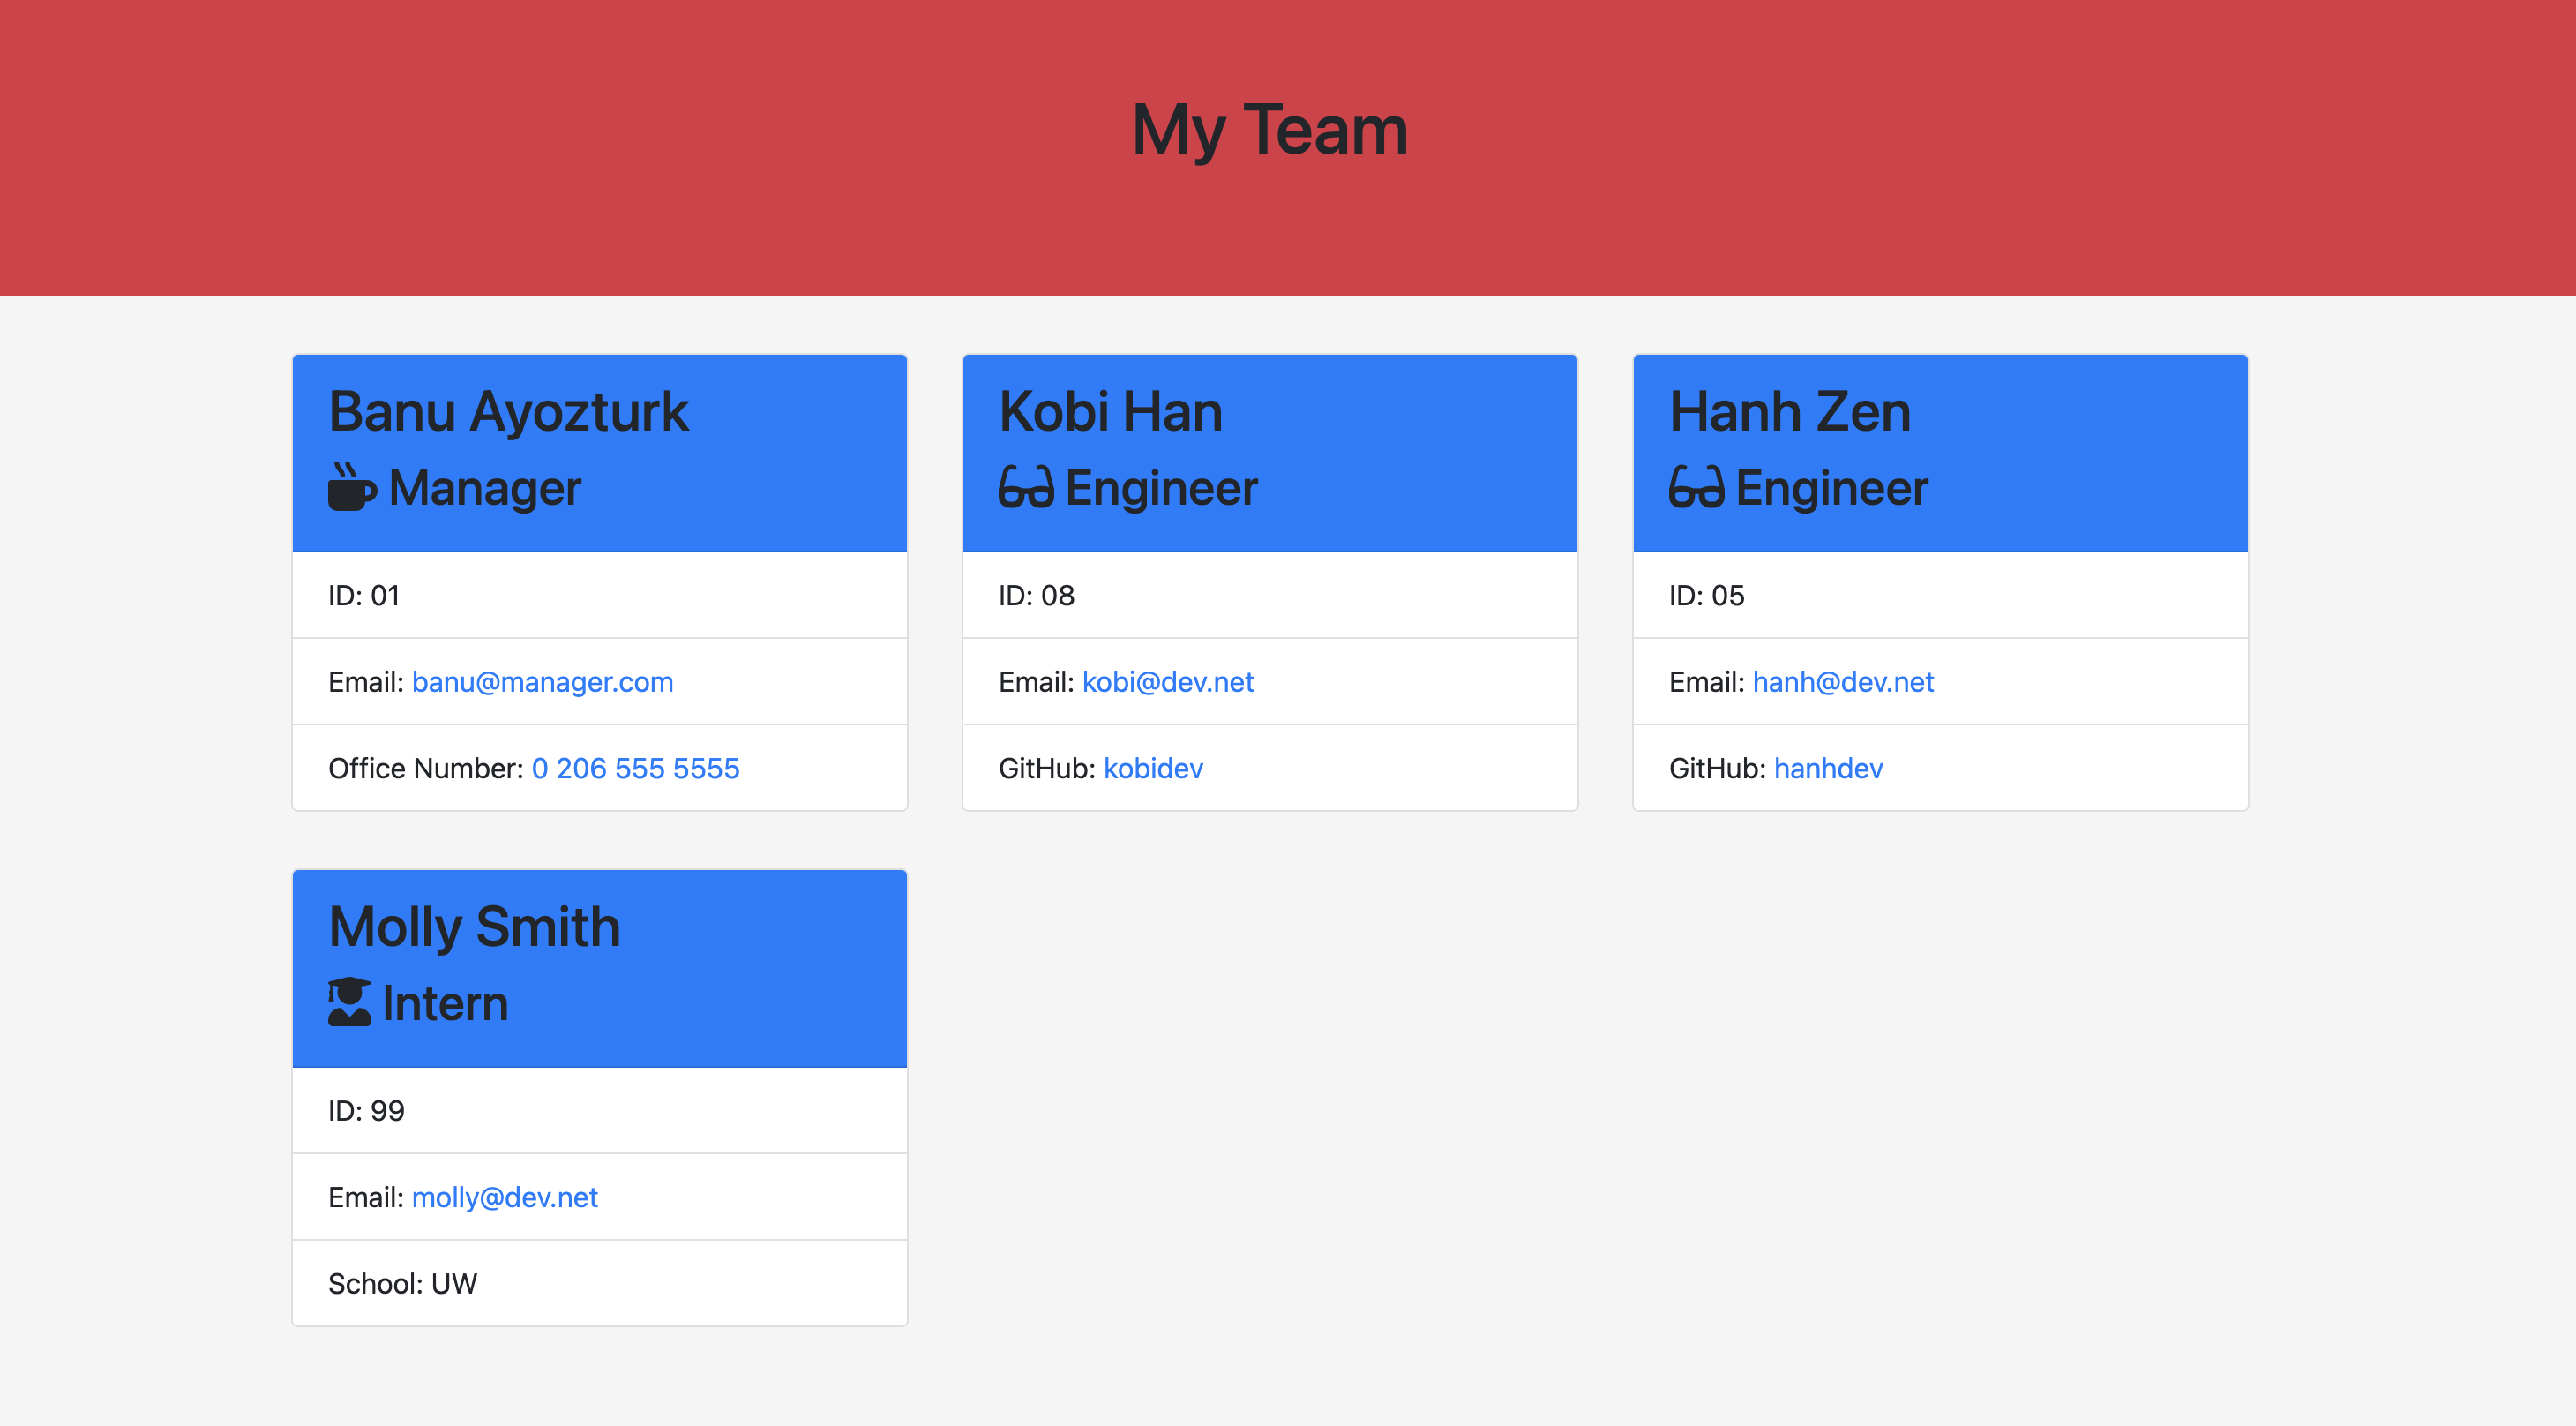 My Team
Banu Ayozturk
Manager
ID: 01
Email: banu@manager.com
Office Number: 0 206 555 5555
Kobi Han
Engineer
ID: 08
Email: kobi@dev.net
GitHub: kobidev
Hanh Zen
Engineer
ID: 05
Email: hanh@dev.net
GitHub: hanhdev
Molly Smith
Intern
ID: 99
Email: molly@dev.net
School: UW